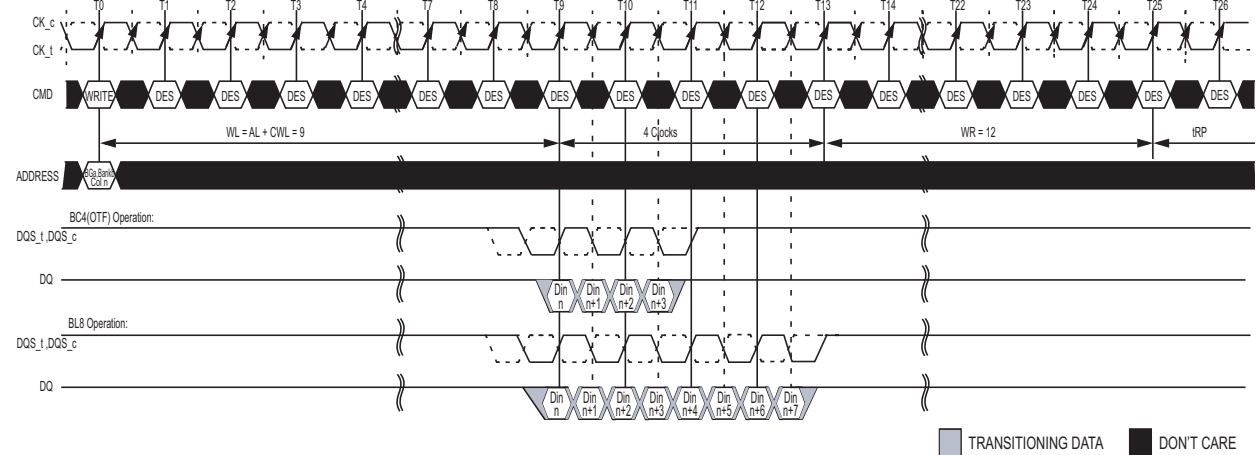 T0 T1 T2 T3 T4 T7 T8 T9 T10 T11 T12 T13 T14 T22 T23 T24 T25 T26
CK_c
CK_t
CMD WRITE DES DES DES DES DES DES DES DES DES DES DES DES DES DES DES DES DES
WL = AL + CWL = 9 4 Clocks WR = 12 tRP
ADDRESS BGa,Bankb
Col n
BC4(OTF) Operation:
DQS_t ,DQS_c
DQ Din n Din n+1 Din n+2 Din n+3
BL8 Operation:
DQS_t ,DQS_c
DQ Din n Din n+1 Din n+2 Din n+3 Din n+4 Din n+5 Din n+6 Din n+7
TRANSITIONING DATA DON'T CARE